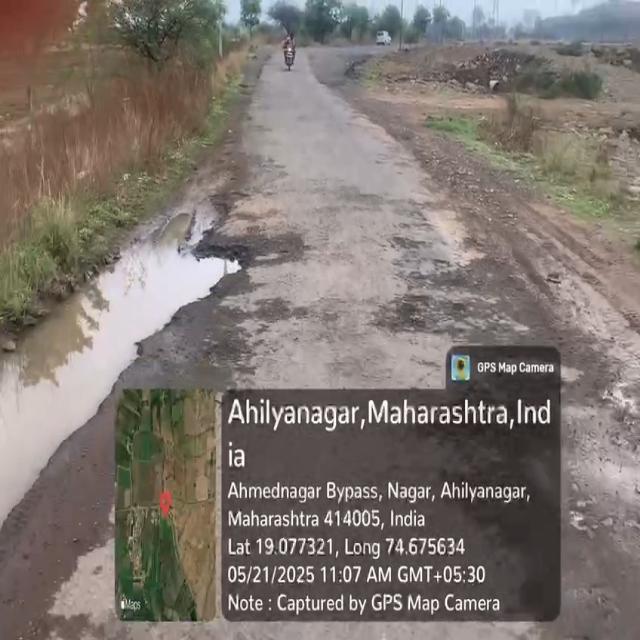 GPS Map Camera
Ahilyanagar,Maharashtra,Ind
ia
Ahmednagar Bypass, Nagar, Ahilyanagar,
Maharashtra 414005, India
Lat 19.077321, Long 74.675634
05/21/2025 11:07 AM GMT+05:30
Note : Captured by GPS Map Camera
Maps